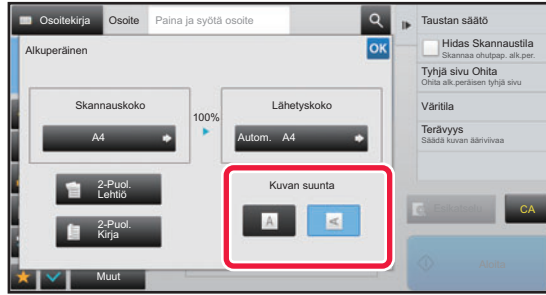 Osoitekirja Osoite Paina ja syötä osoite
Taustan säätö
Alkuperäinen OK
Hidas Skannaustila
Skannaa ohutpap. alk.per.
Tyhjä sivu Ohita
Ohita alk.peräisen tyhjä sivu
Skannauskoko 100% Lähetyskoko
Väritila
A4 Autom. A4
Terävyys
Säädä kuvan ääriviivaa
2-Puol.
Lehtiö
Kuvan suunta
A A
2-Puol.
Kirja
CA
Muut